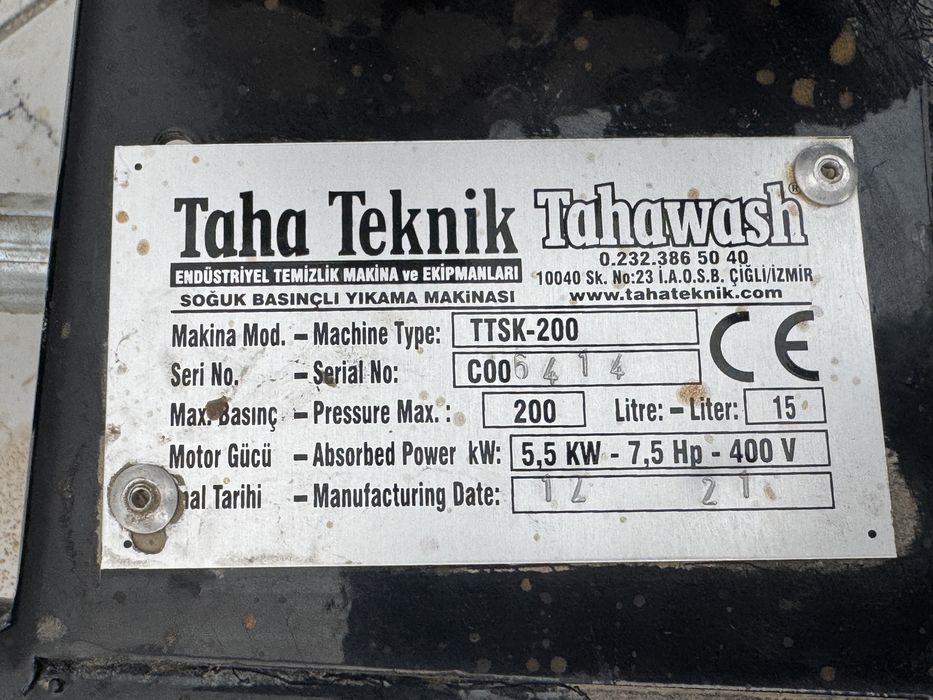 Taha Teknik Tahawash®
ENDÜSTRİYEL TEMİZLİK MAKİNA ve EKİPMANLARI
SOĞUK BASINÇLI YIKAMA MAKİNASI
0.232.386 50 40
10040 Sk. No:23 İ.A.O.S.B. ÇİĞLİ/İZMİR
www.tahateknik.com
Makina Mod. – Machine Type: TTSK-200
CE
Seri No. – Serial No: C006414
Max. Basınç – Pressure Max. : 200 Litre: – Liter: 15
Motor Gücü – Absorbed Power kW: 5,5 KW - 7,5 Hp - 400 V
Tarihi – Manufacturing Date: 12 21